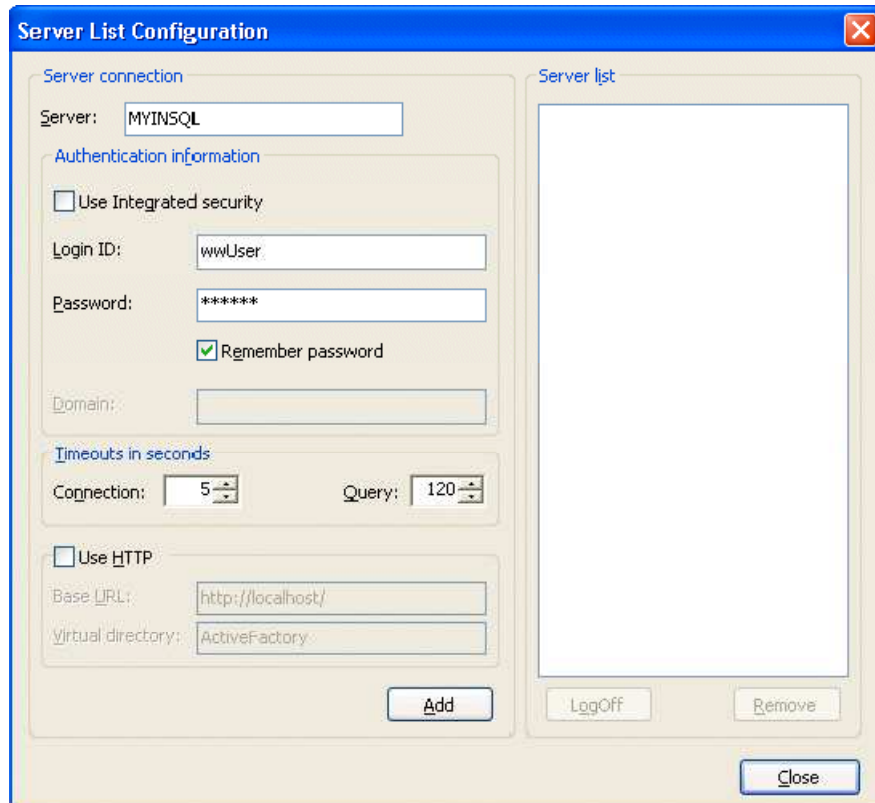 Server List Configuration
Server connection
Server: MYINSQL
Authentication information
Use Integrated security
Login ID: wwUser
Password: ******
Remember password
Domain:
Timeouts in seconds
Connection: 5 Query: 120
Use HTTP
Base URL: http://localhost/
Virtual directory: ActiveFactory
Add
Server list
LogOff Remove
Close